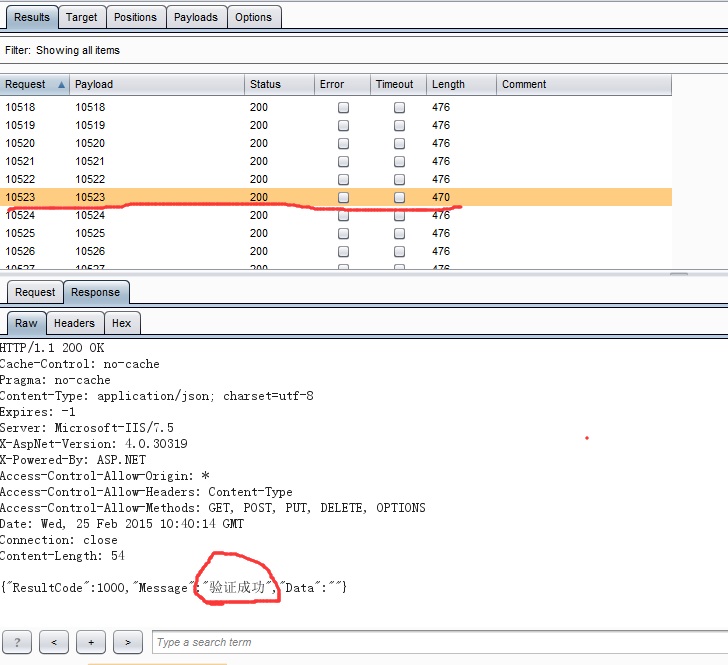 Results Target Positions Payloads Options
Filter: Showing all items
Request Payload Status Error Timeout Length Comment
10518 10518 200 476
10519 10519 200 476
10520 10520 200 476
10521 10521 200 476
10522 10522 200 476
10523 10523 200 470
10524 10524 200 476
10525 10525 200 476
10526 10526 200 476
10527 10527 200 476
Request Response
Raw Headers Hex
HTTP/1.1 200 OK
Cache-Control: no-cache
Pragma: no-cache
Content-Type: application/json; charset=utf-8
Expires: -1
Server: Microsoft-IIS/7.5
X-AspNet-Version: 4.0.30319
X-Powered-By: ASP.NET
Access-Control-Allow-Origin: *
Access-Control-Allow-Headers: Content-Type
Access-Control-Allow-Methods: GET, POST, PUT, DELETE, OPTIONS
Date: Wed, 25 Feb 2015 10:40:14 GMT
Connection: close
Content-Length: 54
{"ResultCode":1000,"Message":"验证成功","Data":""}
? < + > Type a search term